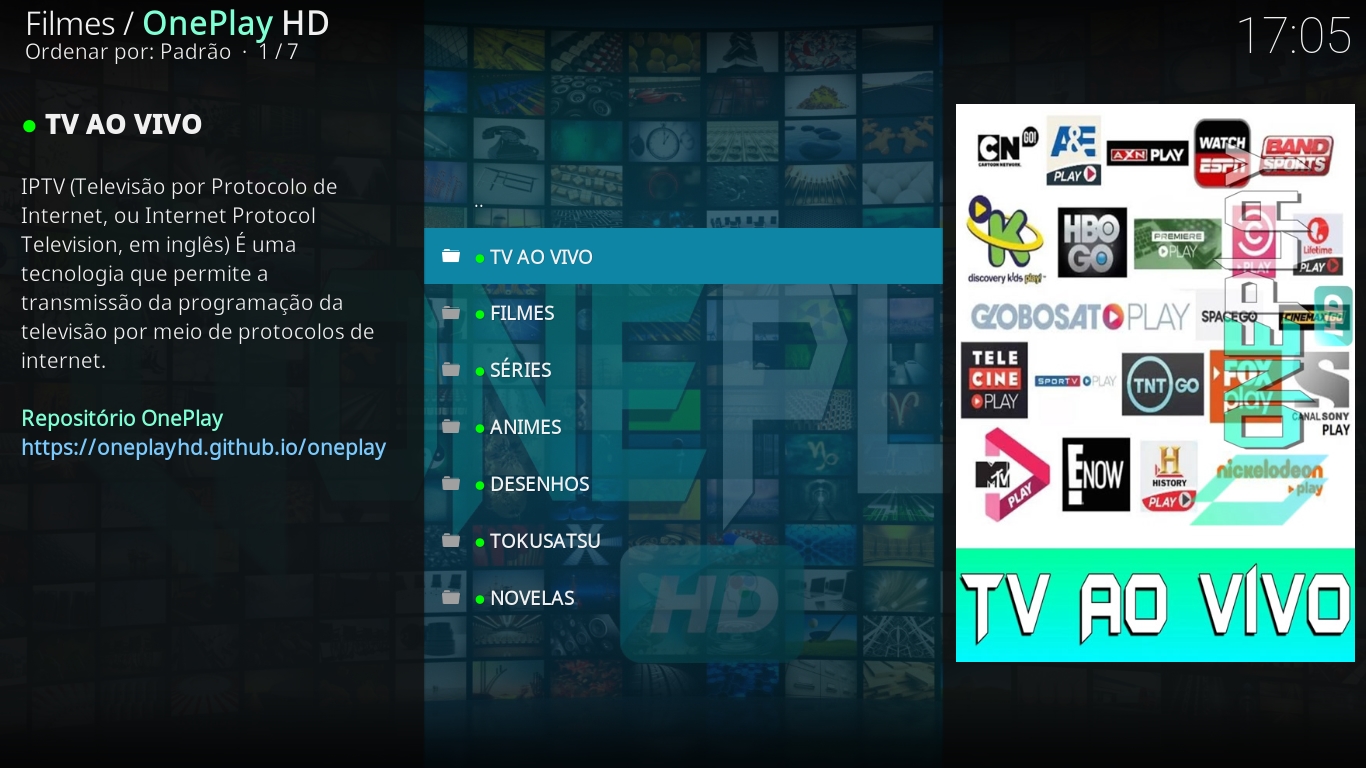 Filmes / OnePlay HD
Ordenar por: Padrão · 1 / 7
17:05
● TV AO VIVO
IPTV (Televisão por Protocolo de
Internet, ou Internet Protocol
Television, em inglês) É uma
tecnologia que permite a
transmissão da programação da
televisão por meio de protocolos de
internet.
Repositório OnePlay
https://oneplayhd.github.io/oneplay
..
● TV AO VIVO
● FILMES
● SÉRIES
● ANIMES
● DESENHOS
● TOKUSATSU
● NOVELAS
NEPL
HD
CN GO!
CARTOON NETWORK
A&E PLAY
AXN PLAY
WATCH ESPN
BAND SPORTS
K
discovery kids play!
HBO GO
PREMIERE PLAY
C PLAY
Lifetime PLAY
GLOBOSAT PLAY
SPACE GO
CINEMAX GO
TELE CINE PLAY
SPORTV PLAY
TNT GO
FOX play
S
CANAL SONY PLAY
MTV PLAY
E! NOW
H HISTORY PLAY
nickelodeon play
ONEPLAY
HD
TV AO VIVO